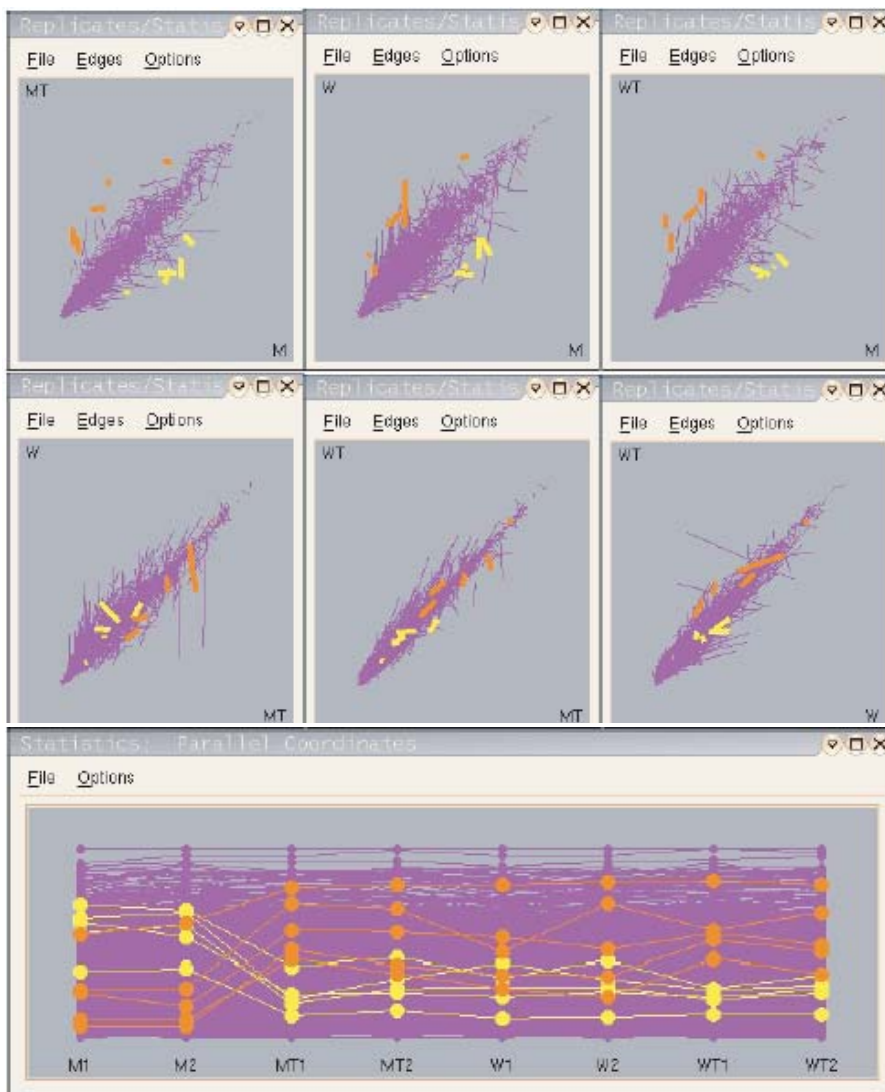 Replicates/Statis
Replicates/Statis
Replicates/Statis
File Edges Options
File Edges Options
File Edges Options
MT
W
WT
M
M
M
Replicates/Statis
Replicates/Statis
Replicates/Statis
File Edges Options
File Edges Options
File Edges Options
W
WT
WT
MT
MT
W
Statistics: Parallel Coordinates
File Options
M1 M2 MT1 MT2 W1 W2 WT1 WT2